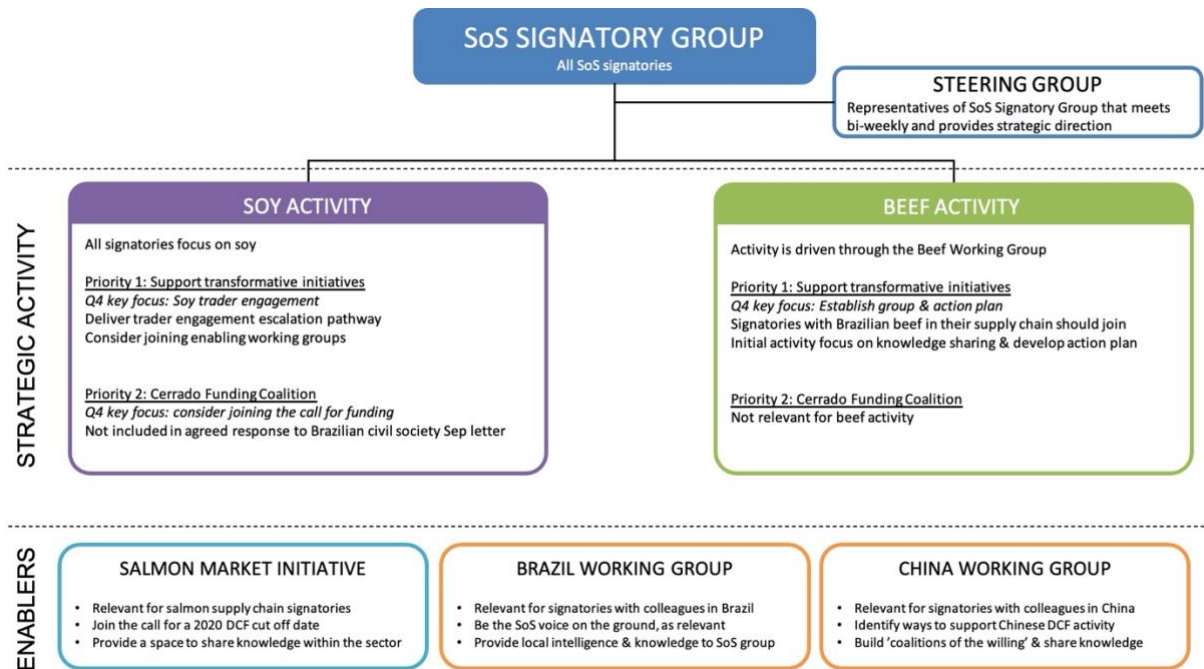 SoS SIGNATORY GROUP
All SoS signatories
STEERING GROUP
Representatives of SoS Signatory Group that meets
bi-weekly and provides strategic direction
STRATEGIC ACTIVITY
SOY ACTIVITY
All signatories focus on soy
Priority 1: Support transformative initiatives
Q4 key focus: Soy trader engagement
Deliver trader engagement escalation pathway
Consider joining enabling working groups
Priority 2: Cerrado Funding Coalition
Q4 key focus: consider joining the call for funding
Not included in agreed response to Brazilian civil society Sep letter
BEEF ACTIVITY
Activity is driven through the Beef Working Group
Priority 1: Support transformative initiatives
Q4 key focus: Establish group & action plan
Signatories with Brazilian beef in their supply chain should join
Initial activity focus on knowledge sharing & develop action plan
Priority 2: Cerrado Funding Coalition
Not relevant for beef activity
ENABLERS
SALMON MARKET INITIATIVE
• Relevant for salmon supply chain signatories
• Join the call for a 2020 DCF cut off date
• Provide a space to share knowledge within the sector
BRAZIL WORKING GROUP
• Relevant for signatories with colleagues in Brazil
• Be the SoS voice on the ground, as relevant
• Provide local intelligence & knowledge to SoS group
CHINA WORKING GROUP
• Relevant for signatories with colleagues in China
• Identify ways to support Chinese DCF activity
• Build 'coalitions of the willing' & share knowledge